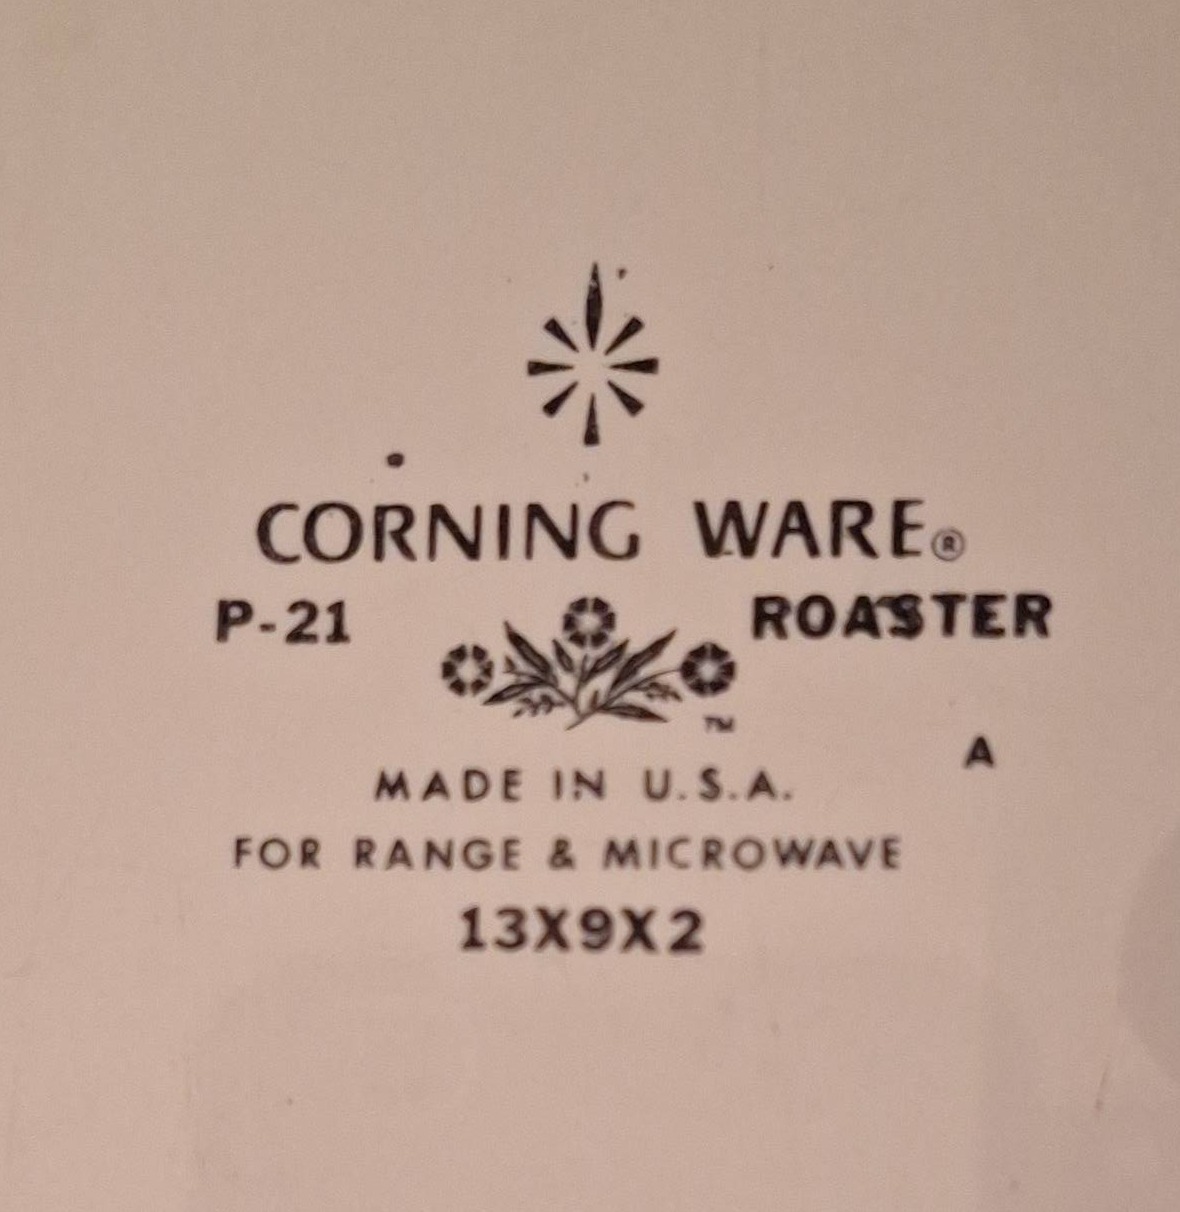 CORNING WARE®
P-21 ROASTER
TM
A
MADE IN U.S.A.
FOR RANGE & MICROWAVE
13X9X2